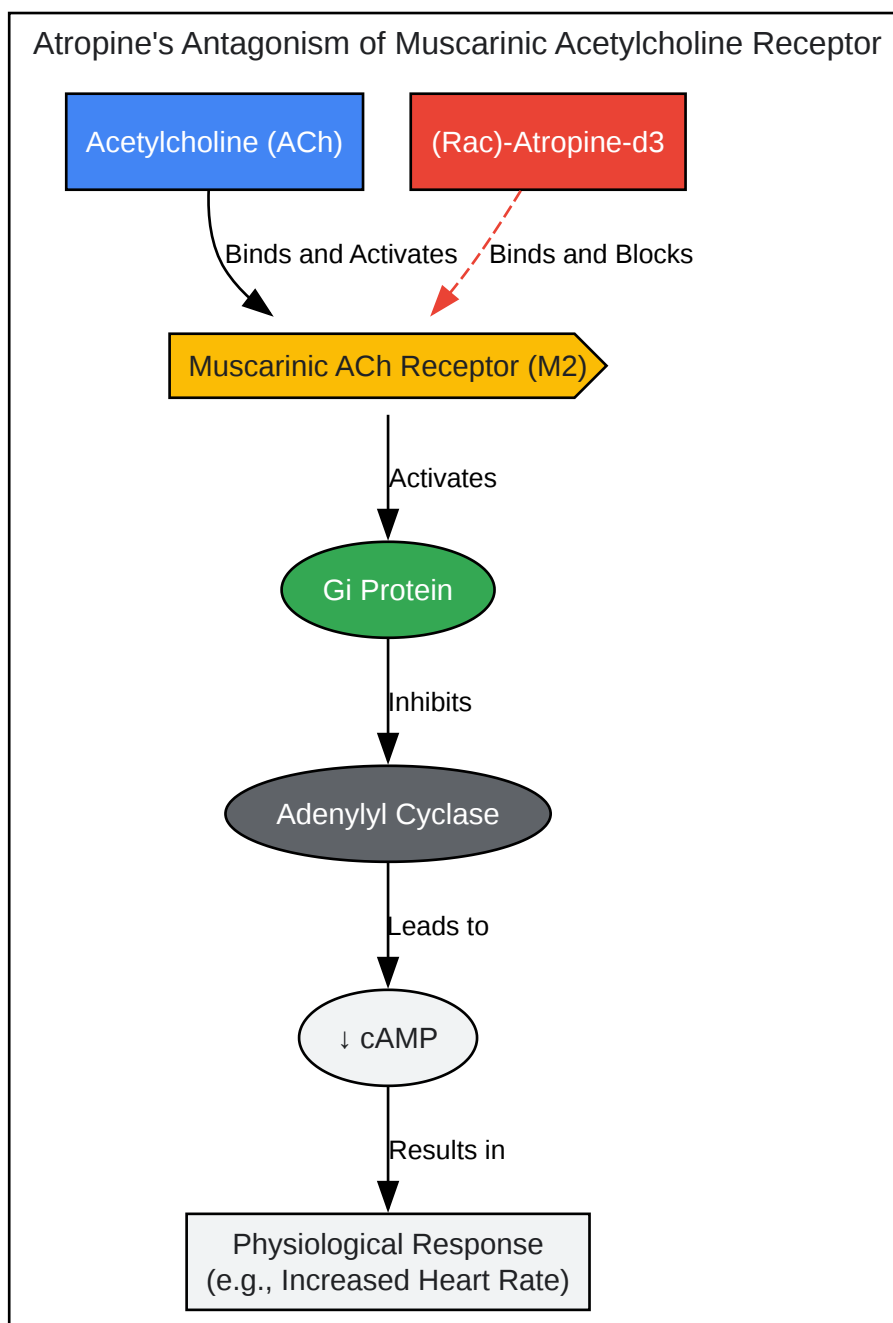 Atropine's Antagonism of Muscarinic Acetylcholine Receptor
Acetylcholine (ACh)
(Rac)-Atropine-d3
Binds and Activates
Binds and Blocks
Muscarinic ACh Receptor (M2)
Activates
Gi Protein
Inhibits
Adenylyl Cyclase
Leads to
↓ cAMP
Results in
Physiological Response
(e.g., Increased Heart Rate)